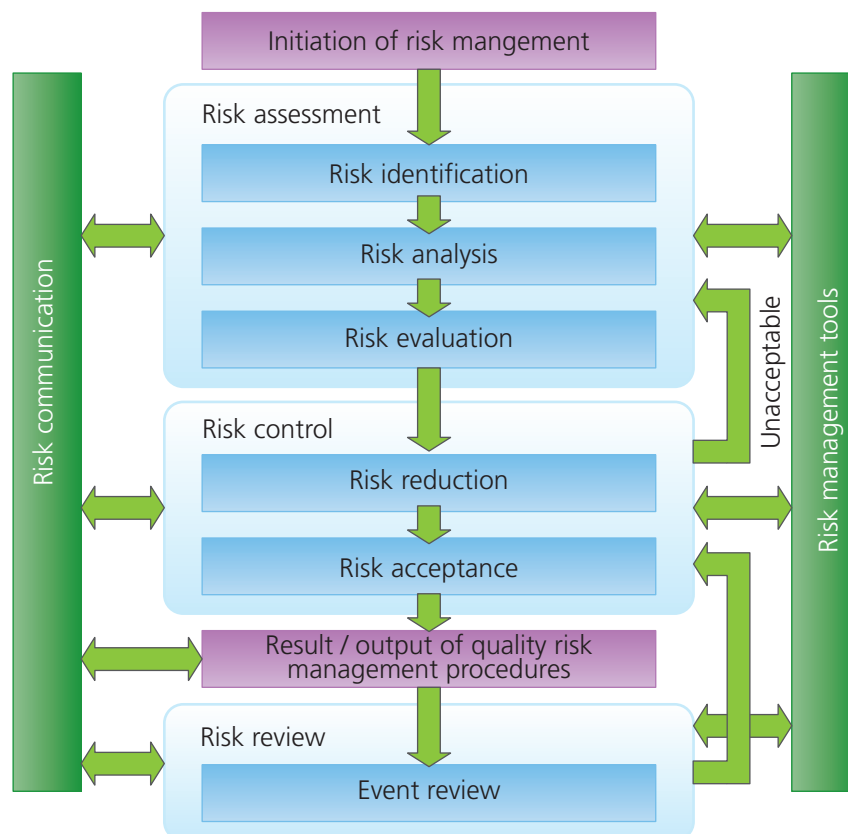 Initiation of risk mangement
Risk assessment
Risk identification
Risk analysis
Risk evaluation
Risk control
Risk reduction
Risk acceptance
Result / output of quality risk
management procedures
Risk review
Event review
Risk communication
Unacceptable
Risk management tools